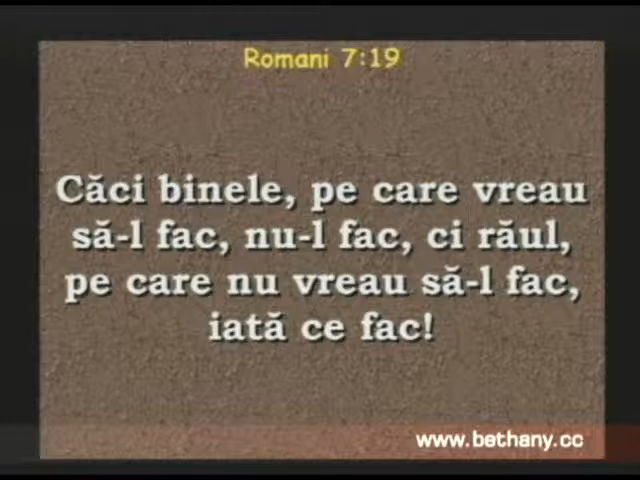 Romani 7:19
Căci binele, pe care vreau
să-l fac, nu-l fac, ci răul,
pe care nu vreau să-l fac,
iată ce fac!
www.bethany.cc